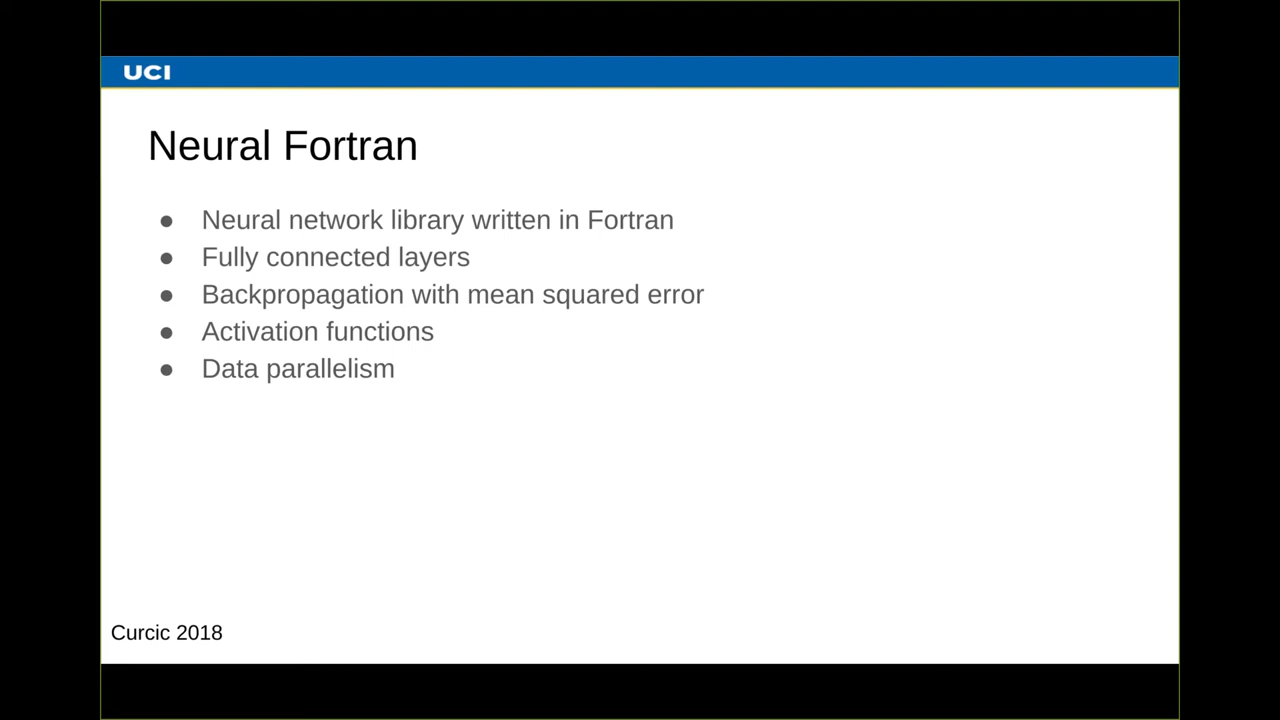 UCI
Neural Fortran
● Neural network library written in Fortran
● Fully connected layers
● Backpropagation with mean squared error
● Activation functions
● Data parallelism
Curcic 2018